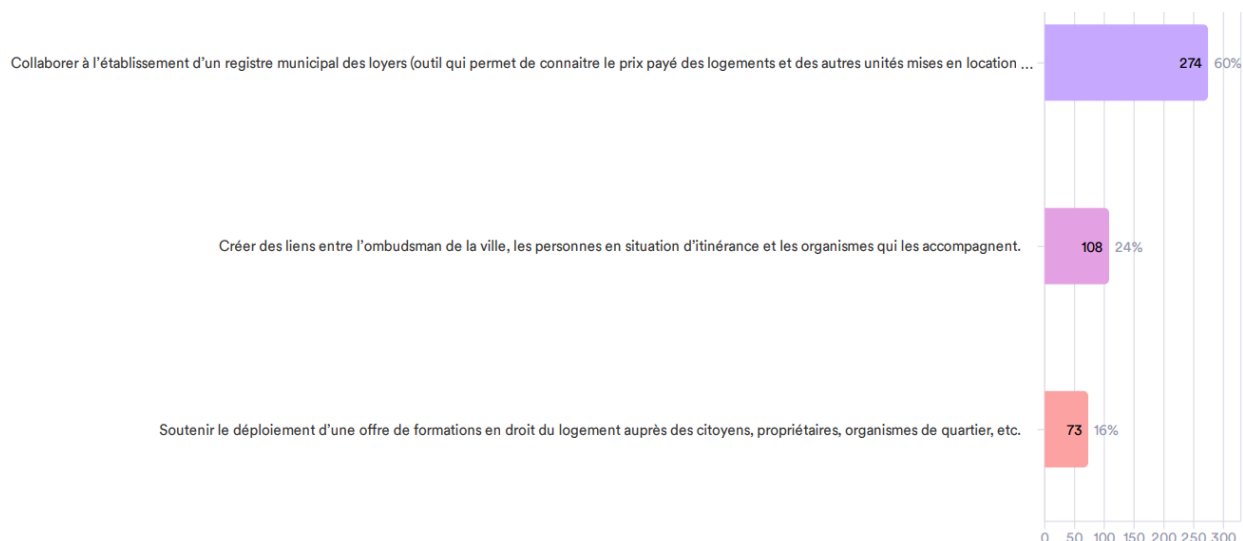 Collaborer à l’établissement d’un registre municipal des loyers (outil qui permet de connaitre le prix payé des logements et des autres unités mises en location ...
274 60%
Créer des liens entre l’ombudsman de la ville, les personnes en situation d’itinérance et les organismes qui les accompagnent.
108 24%
Soutenir le déploiement d’une offre de formations en droit du logement auprès des citoyens, propriétaires, organismes de quartier, etc.
73 16%
0 50 100 150 200 250 300